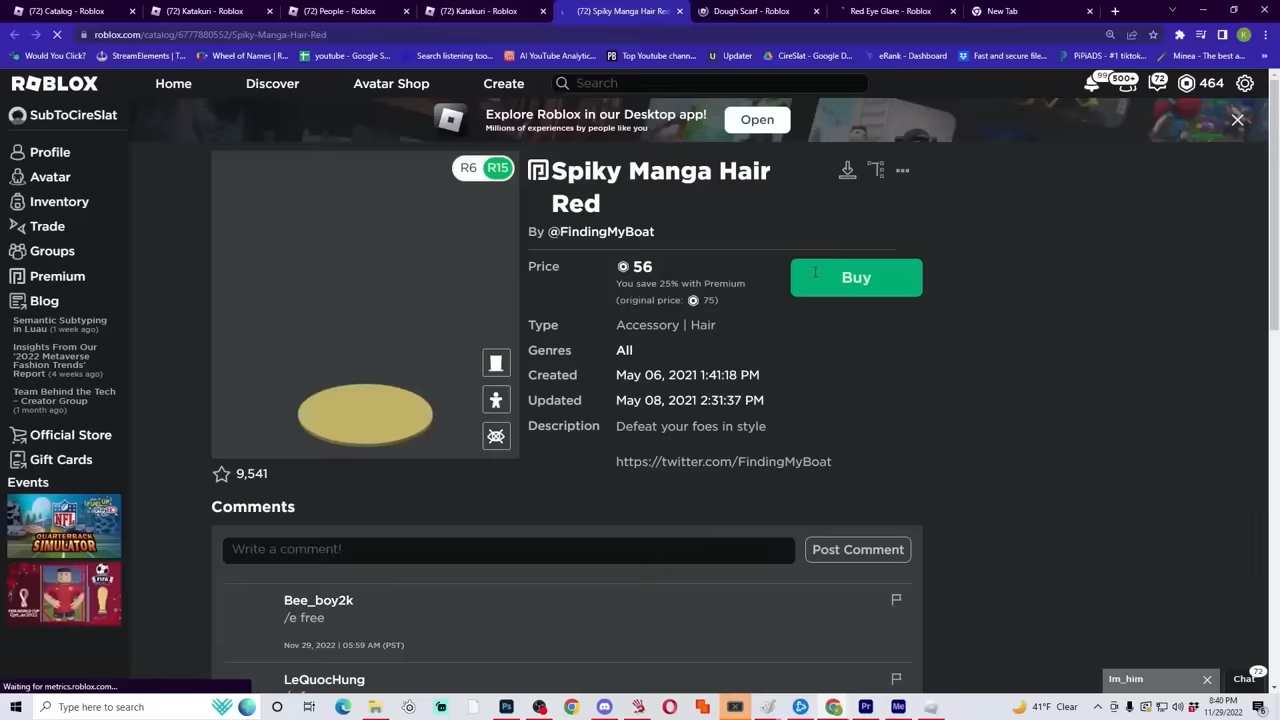 (72) Catalog - Roblox
(72) Katakuri - Roblox
(72) People - Roblox
(72) Katakuri - Roblox
(72) Spiky Manga Hair Re
Dough Scarf - Roblox
Red Eye Glare - Roblox
New Tab
roblox.com/catalog/6777880552/Spiky-Manga-Hair-Red
Would You Click?
StreamElements | T...
Wheel of Names | R...
youtube - Google S...
Search listening too...
AI YouTube Analytic...
Top Youtube chann...
Updater
CireSlat - Google D...
eRank - Dashboard
Fast and secure file...
PiPiADS - #1 tiktok...
Minea - The best a...
ROBLOX
Home
Discover
Avatar Shop
Create
Search
99+
500+
72
464
SubToCireSlat
Explore Roblox in our Desktop app!
Millions of experiences by people like you
Open
Profile
Avatar
Inventory
Trade
Groups
Premium
Blog
Semantic Subtyping
in Luau (1 week ago)
Insights From Our
'2022 Metaverse
Fashion Trends'
Report (4 weeks ago)
Team Behind the Tech
- Creator Group
(1 month ago)
Official Store
Gift Cards
Events
NFL
QUARTERBACK
SIMULATOR
R6 R15
Spiky Manga Hair
Red
By @FindingMyBoat
Price
56
You save 25% with Premium
(original price: 75)
Buy
Type
Accessory | Hair
Genres
All
Created
May 06, 2021 1:41:18 PM
Updated
May 08, 2021 2:31:37 PM
Description
Defeat your foes in style
https://twitter.com/FindingMyBoat
9,541
Comments
Write a comment!
Post Comment
Bee_boy2k
/e free
Nov 29, 2022 | 05:59 AM (PST)
LeQuocHung
Im_him
Chat
72
Waiting for metrics.roblox.com...
Type here to search
41°F Clear
8:40 PM
11/29/2022